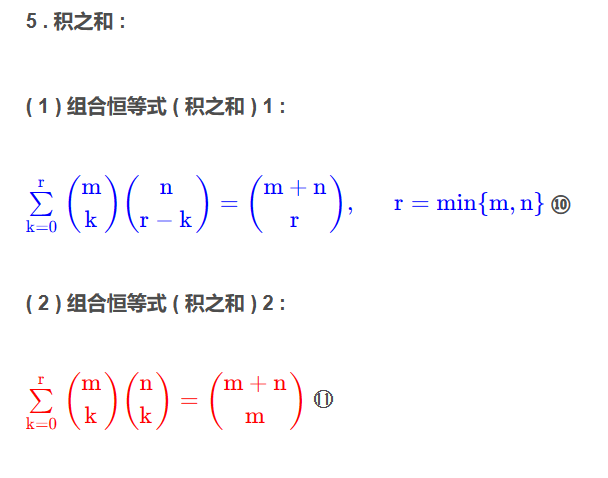 5 . 积之和 :
( 1 ) 组合恒等式 ( 积之和 ) 1 :
\sum_{k=0}^{r} \binom{m}{k} \binom{n}{r-k} = \binom{m+n}{r}, r = min{m, n} ⑩
( 2 ) 组合恒等式 ( 积之和 ) 2 :
\sum_{k=0}^{r} \binom{m}{k} \binom{n}{k} = \binom{m+n}{m} ⑪